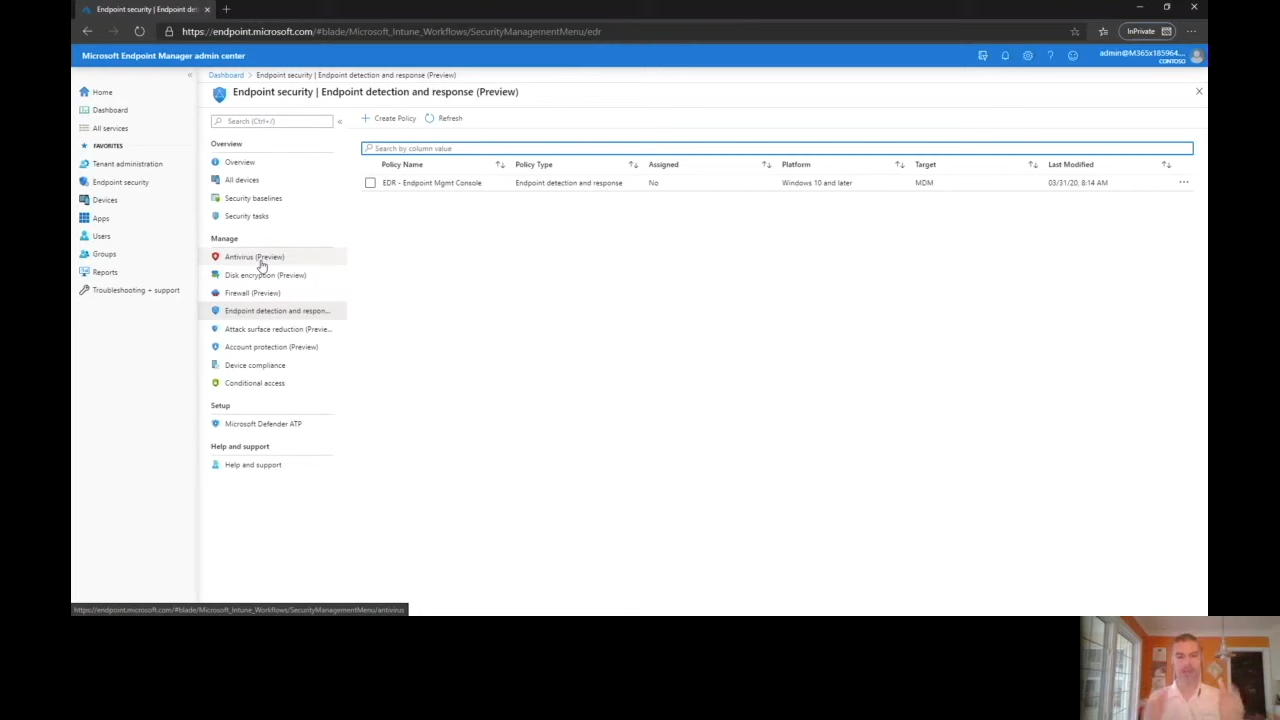 Endpoint security | Endpoint det
https://endpoint.microsoft.com/#blade/Microsoft_Intune_Workflows/SecurityManagementMenu/edr
InPrivate
Microsoft Endpoint Manager admin center
admin@M365x185964....
CONTOSO
Home
Dashboard
All services
FAVORITES
Tenant administration
Endpoint security
Devices
Apps
Users
Groups
Reports
Troubleshooting + support
Dashboard > Endpoint security | Endpoint detection and response (Preview)
Endpoint security | Endpoint detection and response (Preview)
Search (Ctrl+/)
Overview
Overview
All devices
Security baselines
Security tasks
Manage
Antivirus (Preview)
Disk encryption (Preview)
Firewall (Preview)
Endpoint detection and respon...
Attack surface reduction (Previe...
Account protection (Preview)
Device compliance
Conditional access
Setup
Microsoft Defender ATP
Help and support
Help and support
Create Policy Refresh
Search by column value
Policy Name Policy Type Assigned Platform Target Last Modified
EDR - Endpoint Mgmt Console Endpoint detection and response No Windows 10 and later MDM 03/31/20, 8:14 AM
https://endpoint.microsoft.com/#blade/Microsoft_Intune_Workflows/SecurityManagementMenu/antivirus